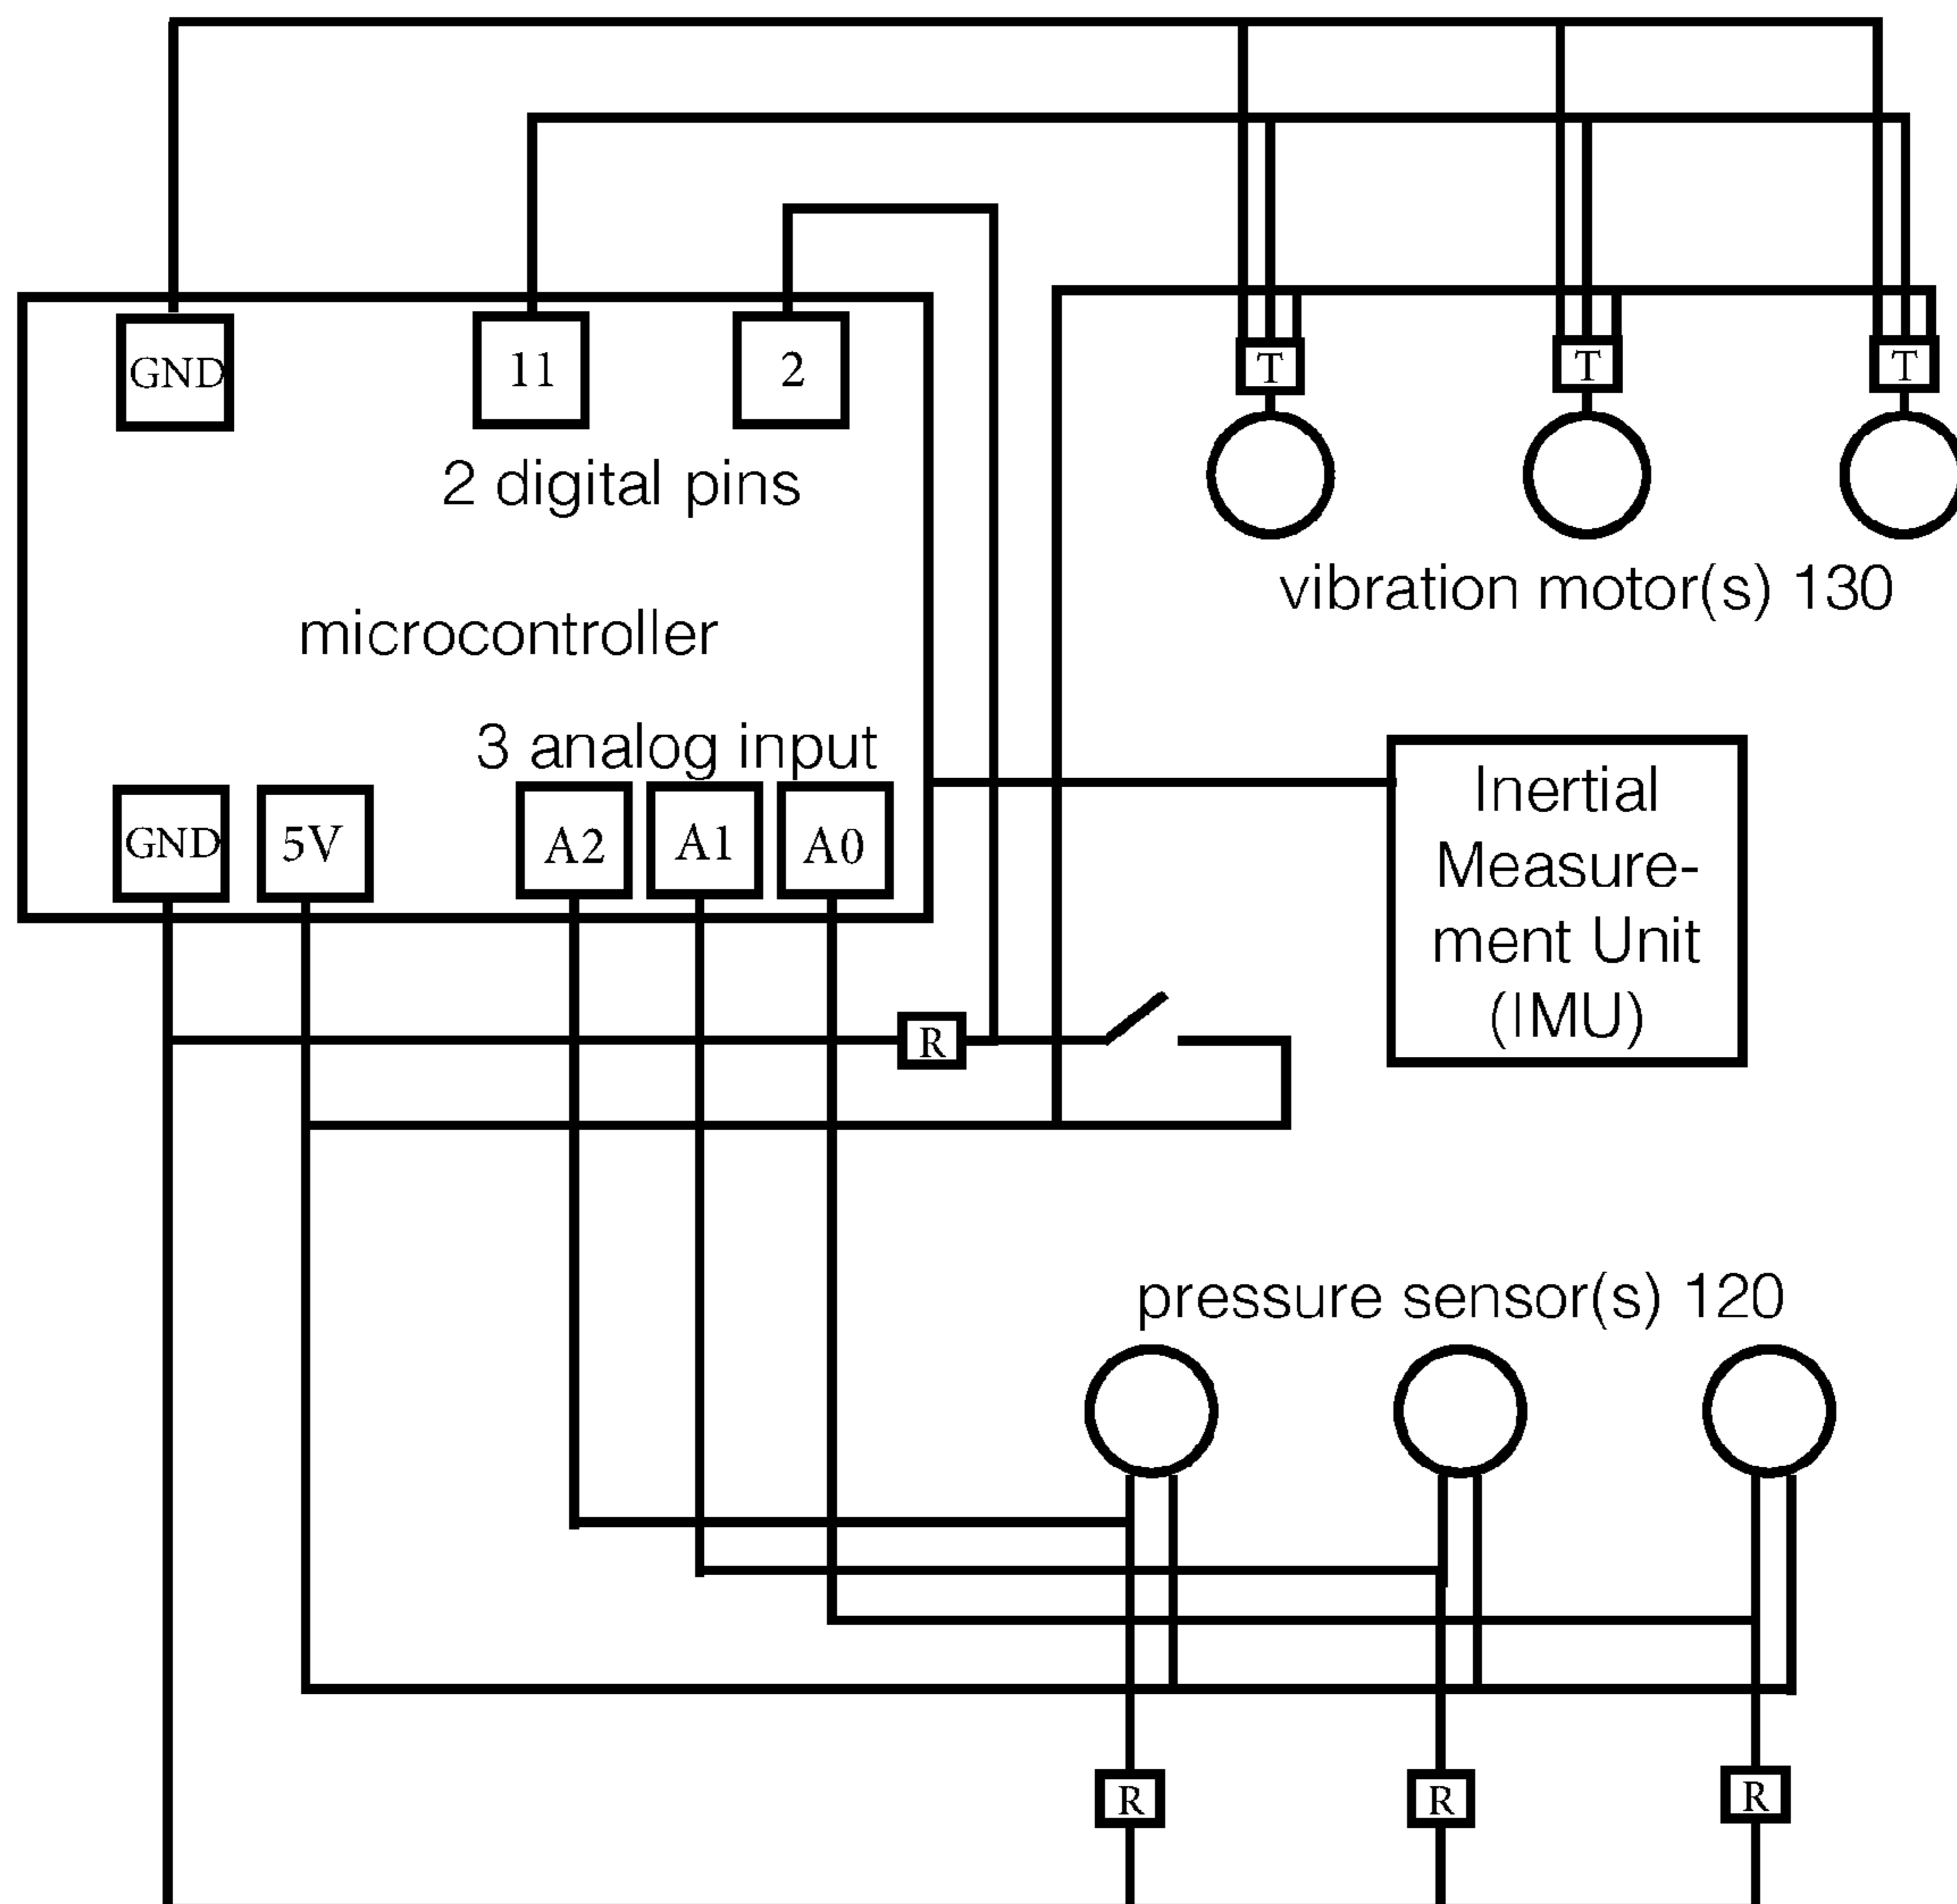 GND
11
2
T
T
T
2 digital pins
vibration motor(s) 130
microcontroller
3 analog input
GND
5V
A2
A1
A0
Inertial
Measure-
ment Unit
(IMU)
R
pressure sensor(s) 120
R
R
R